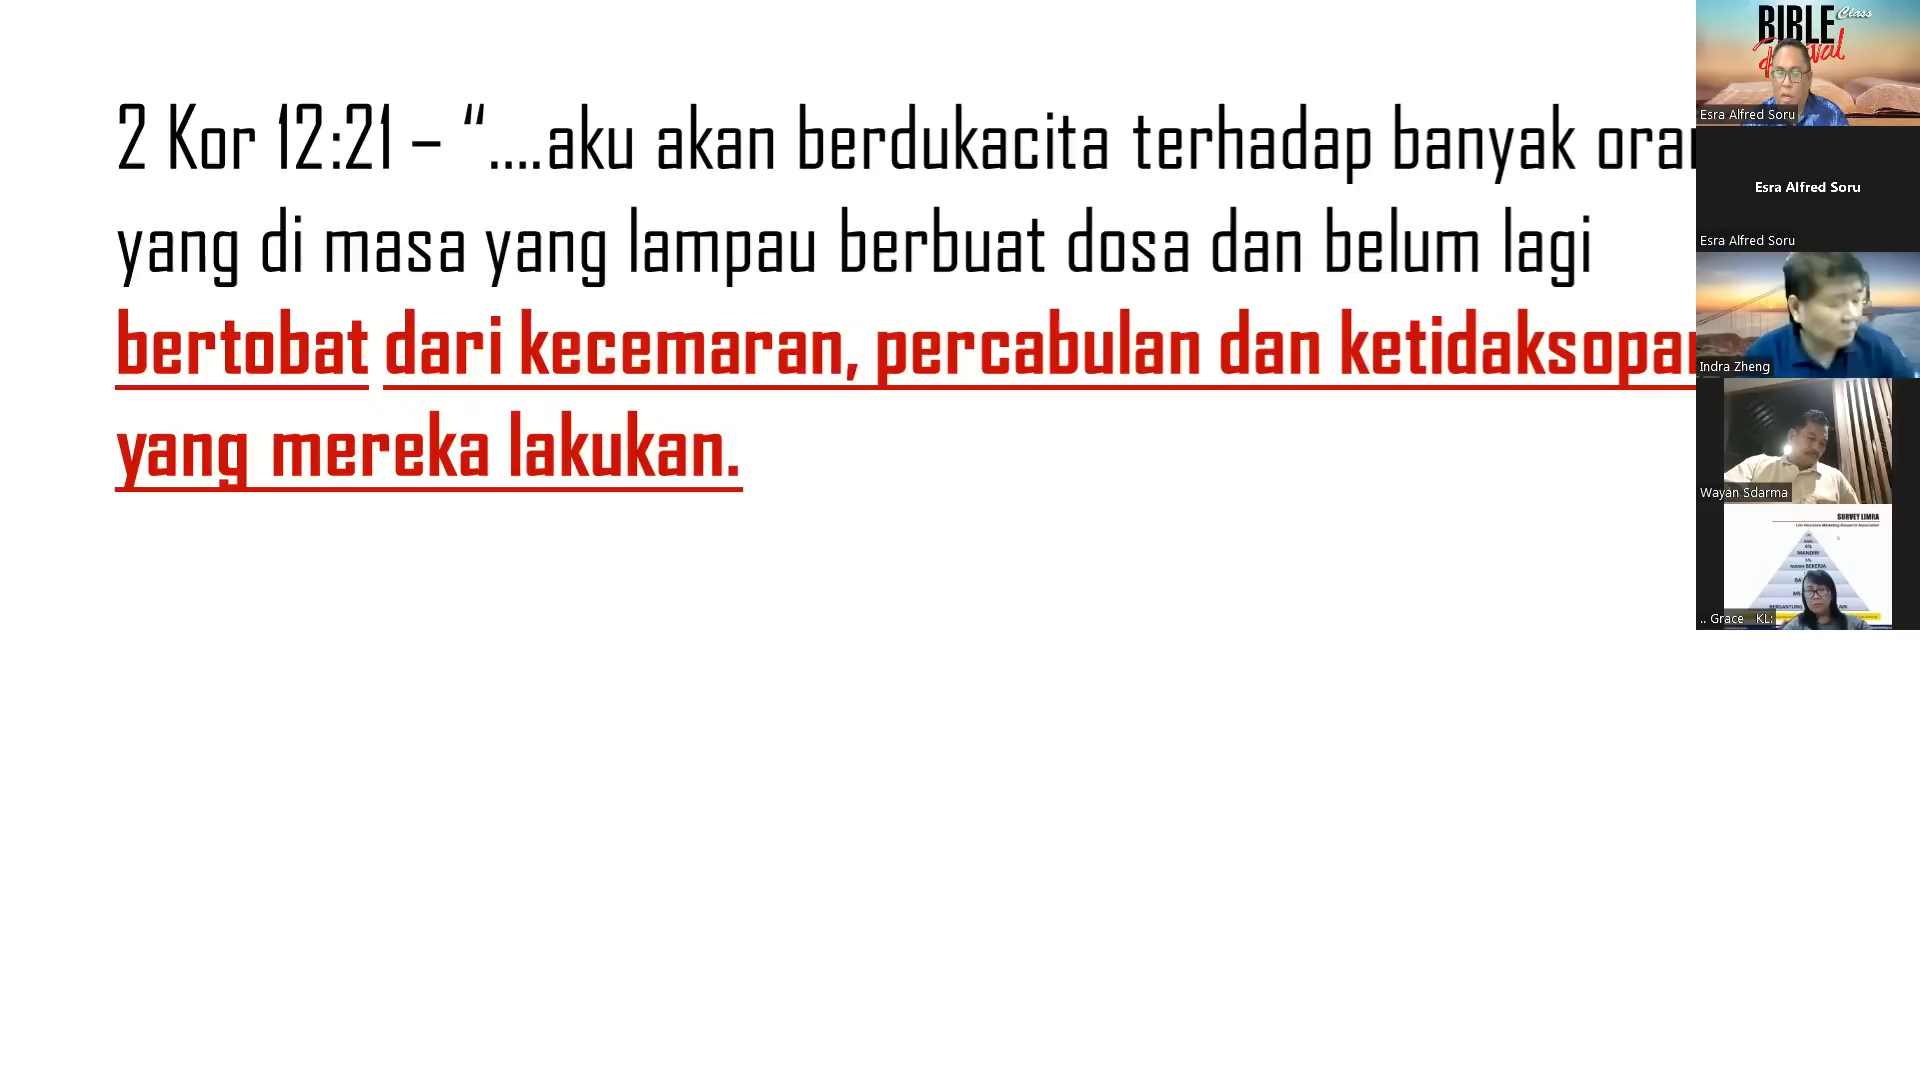 2 Kor 12:21 – “....aku akan berdukacita terhadap banyak
yang di masa yang lampau berbuat dosa dan belum lagi
bertobat dari kecemaran, percabulan dan
yang mereka lakukan.
BIBLE Class
Esra Alfred Soru
Esra Alfred Soru
Esra Alfred Soru
Indra Zheng
Wayan Sdarma
SURVEY LIMRA
MANDIRI
BEKERJA
.. Grace KL: